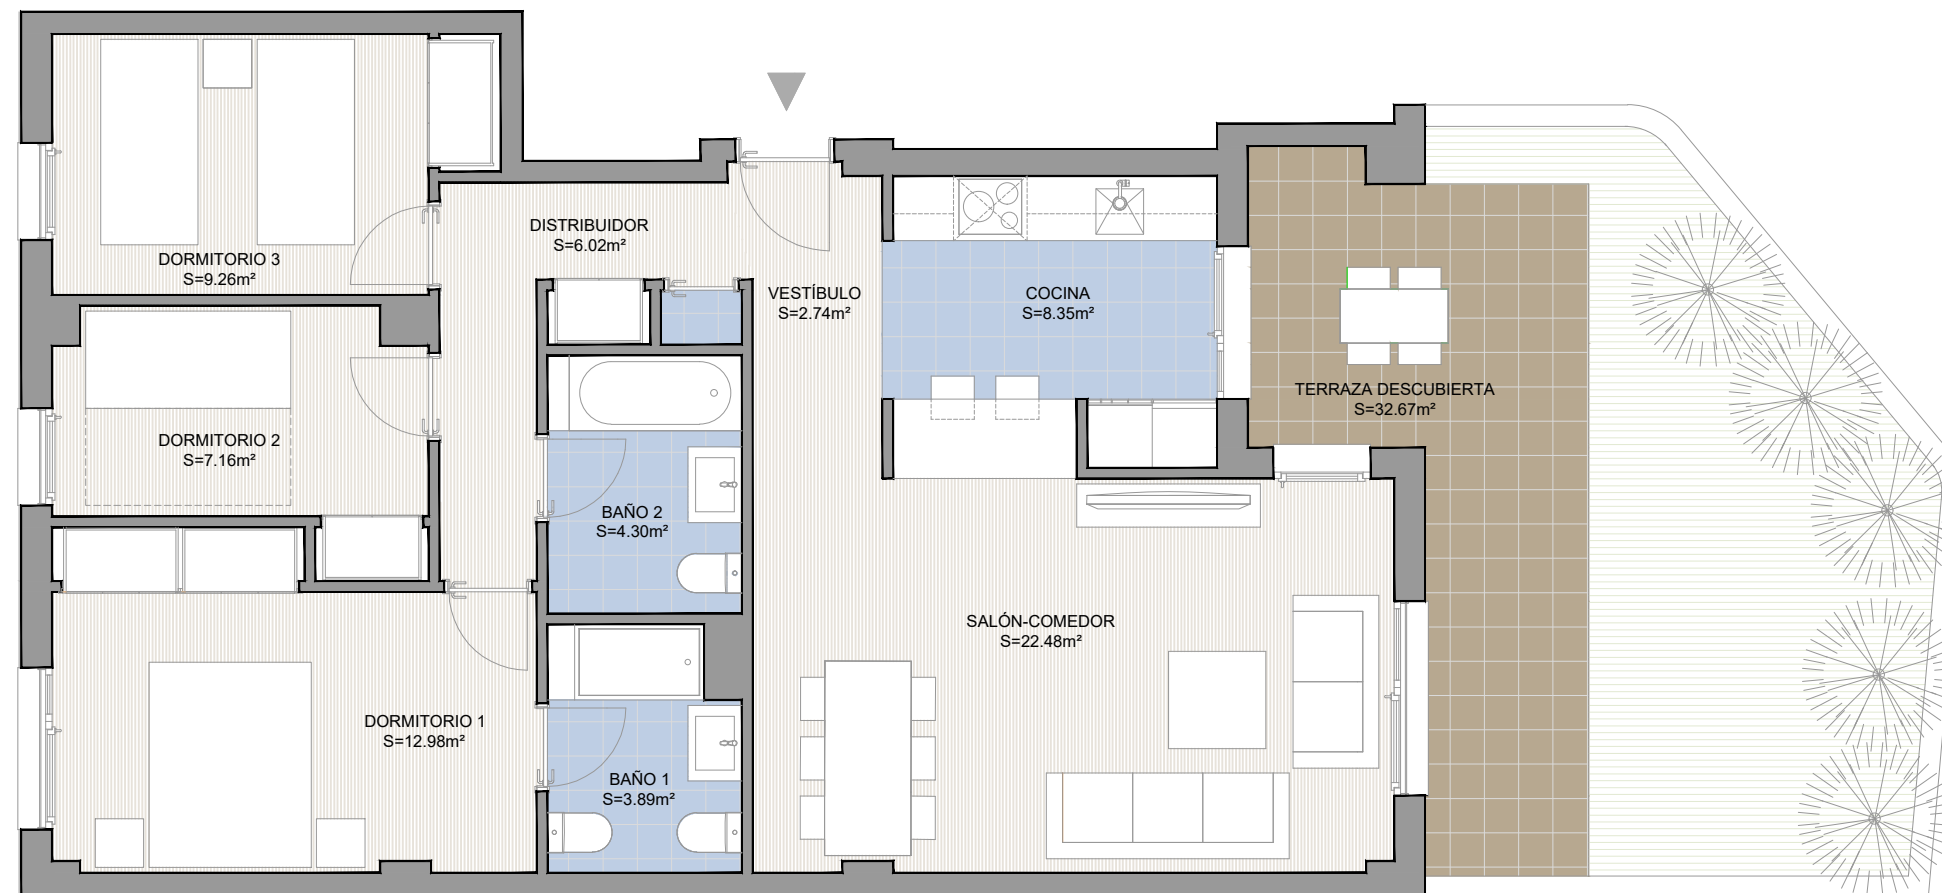 DISTRIBUIDOR
S=6.02m²
DORMITORIO 3
S=9.26m²
VESTÍBULO
S=2.74m²
COCINA
S=8.35m²
TERRAZA DESCUBIERTA
S=32.67m²
DORMITORIO 2
S=7.16m²
BAÑO 2
S=4.30m²
SALÓN-COMEDOR
S=22.48m²
DORMITORIO 1
S=12.98m²
BAÑO 1
S=3.89m²